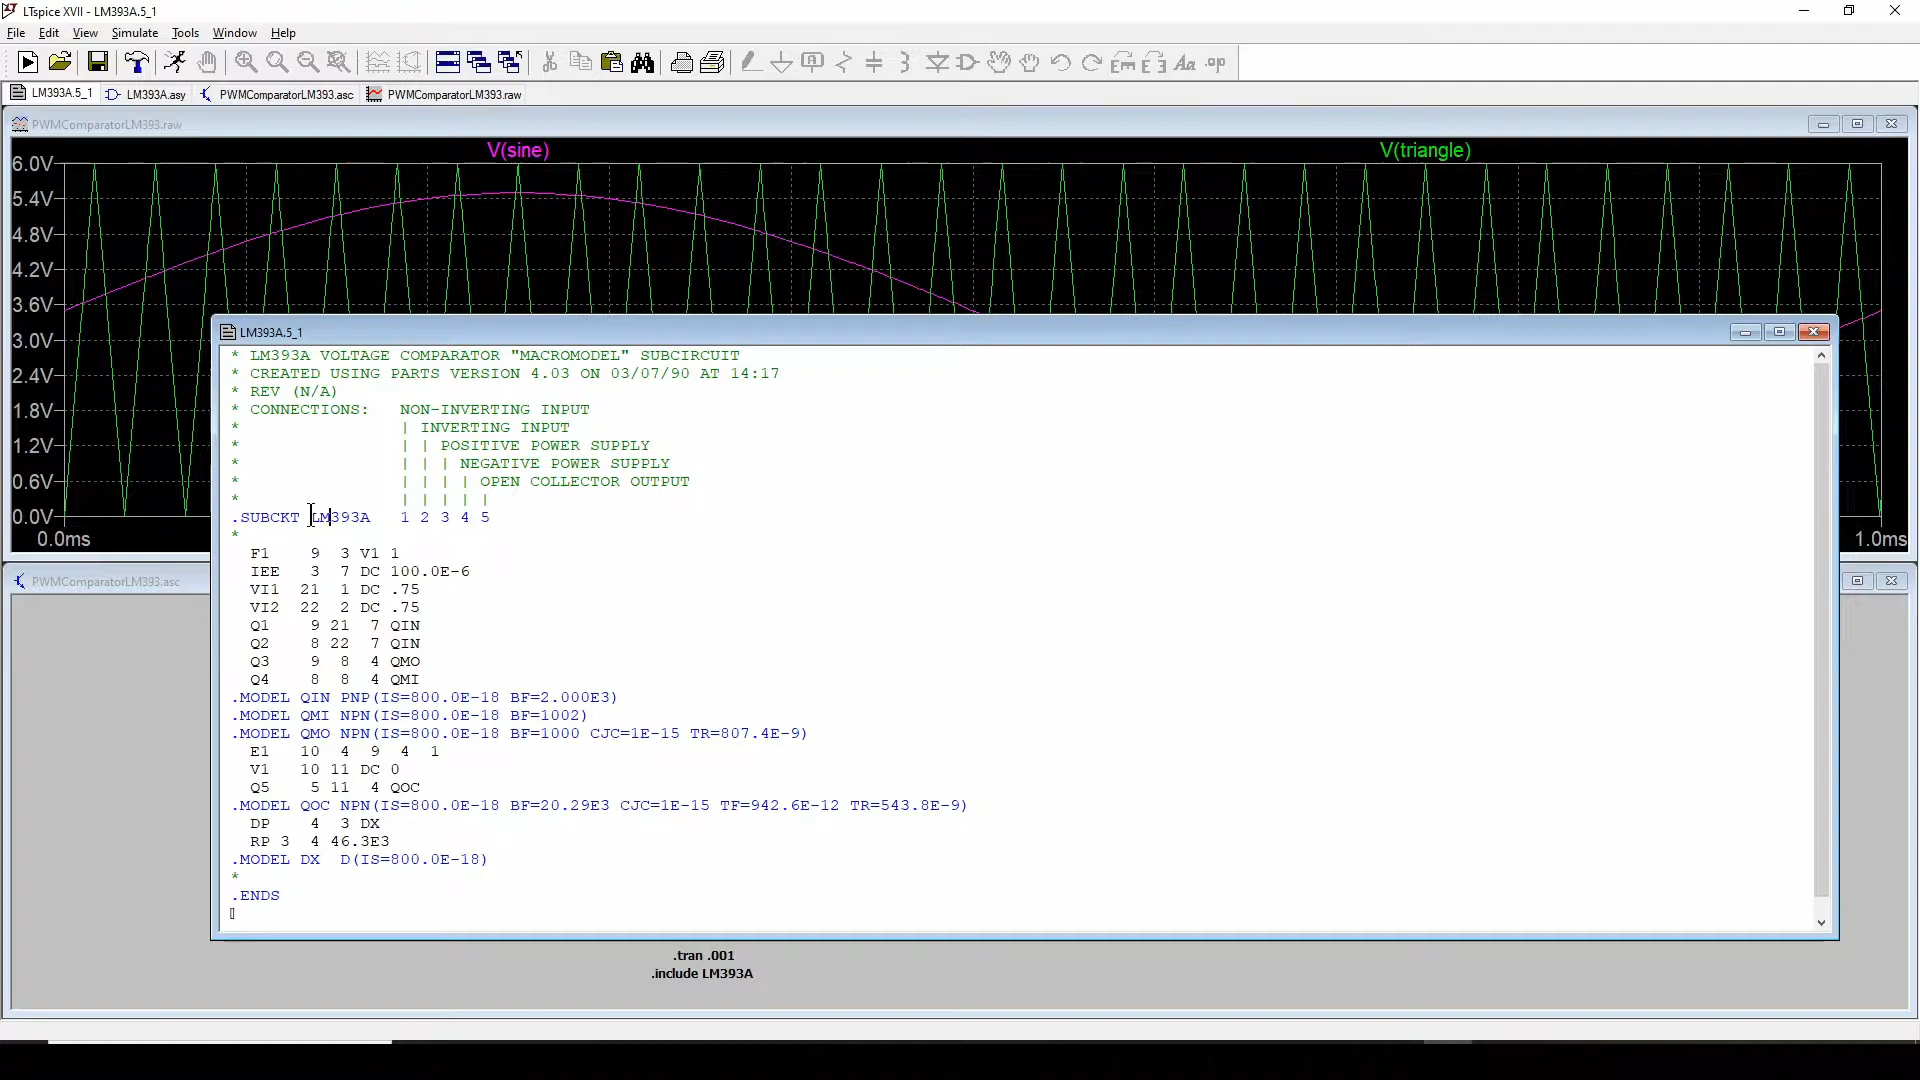 LTspice XVII - LM393A.5_1
File Edit View Simulate Tools Window Help
LM393A.5_1 LM393A.asy PWMComparatorLM393.asc PWMComparatorLM393.raw
PWMComparatorLM393.raw
V(sine) V(triangle)
6.0V
5.4V
4.8V
4.2V
3.6V
3.0V
2.4V
1.8V
1.2V
0.6V
0.0V
0.0ms 1.0ms
LM393A.5_1
* LM393A VOLTAGE COMPARATOR "MACROMODEL" SUBCIRCUIT
* CREATED USING PARTS VERSION 4.03 ON 03/07/90 AT 14:17
* REV (N/A)
* CONNECTIONS:   NON-INVERTING INPUT
*                | INVERTING INPUT
*                | | POSITIVE POWER SUPPLY
*                | | | NEGATIVE POWER SUPPLY
*                | | | | OPEN COLLECTOR OUTPUT
*                | | | | |
.SUBCKT LM393A   1 2 3 4 5
*
  F1    9  3 V1 1
  IEE   3  7 DC 100.0E-6
  VI1  21  1 DC .75
  VI2  22  2 DC .75
  Q1    9 21  7 QIN
  Q2    8 22  7 QIN
  Q3    9  8  4 QMO
  Q4    8  8  4 QMI
.MODEL QIN PNP(IS=800.0E-18 BF=2.000E3)
.MODEL QMI NPN(IS=800.0E-18 BF=1002)
.MODEL QMO NPN(IS=800.0E-18 BF=1000 CJC=1E-15 TR=807.4E-9)
  E1   10  4  9  4  1
  V1   10 11 DC 0
  Q5    5 11  4 QOC
.MODEL QOC NPN(IS=800.0E-18 BF=20.29E3 CJC=1E-15 TF=942.6E-12 TR=543.8E-9)
  DP    4  3 DX
  RP 3  4 46.3E3
.MODEL DX  D(IS=800.0E-18)
*
.ENDS
PWMComparatorLM393.asc
.tran .001
.include LM393A